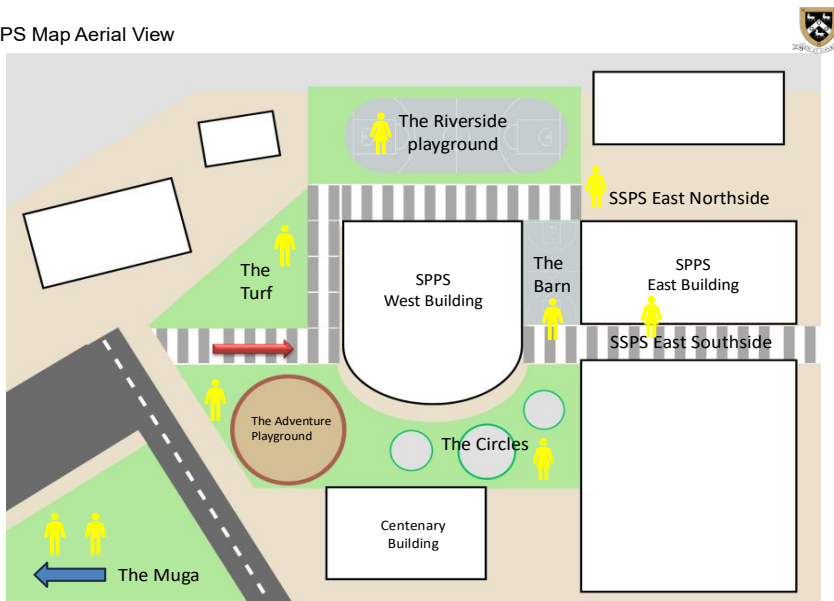 PS Map Aerial View
The Riverside
playground
SSPS East Northside
The
Turf
SPPS
West Building
The
Barn
SPPS
East Building
SSPS East Southside
The Adventure
Playground
The Circles
Centenary
Building
The Muga